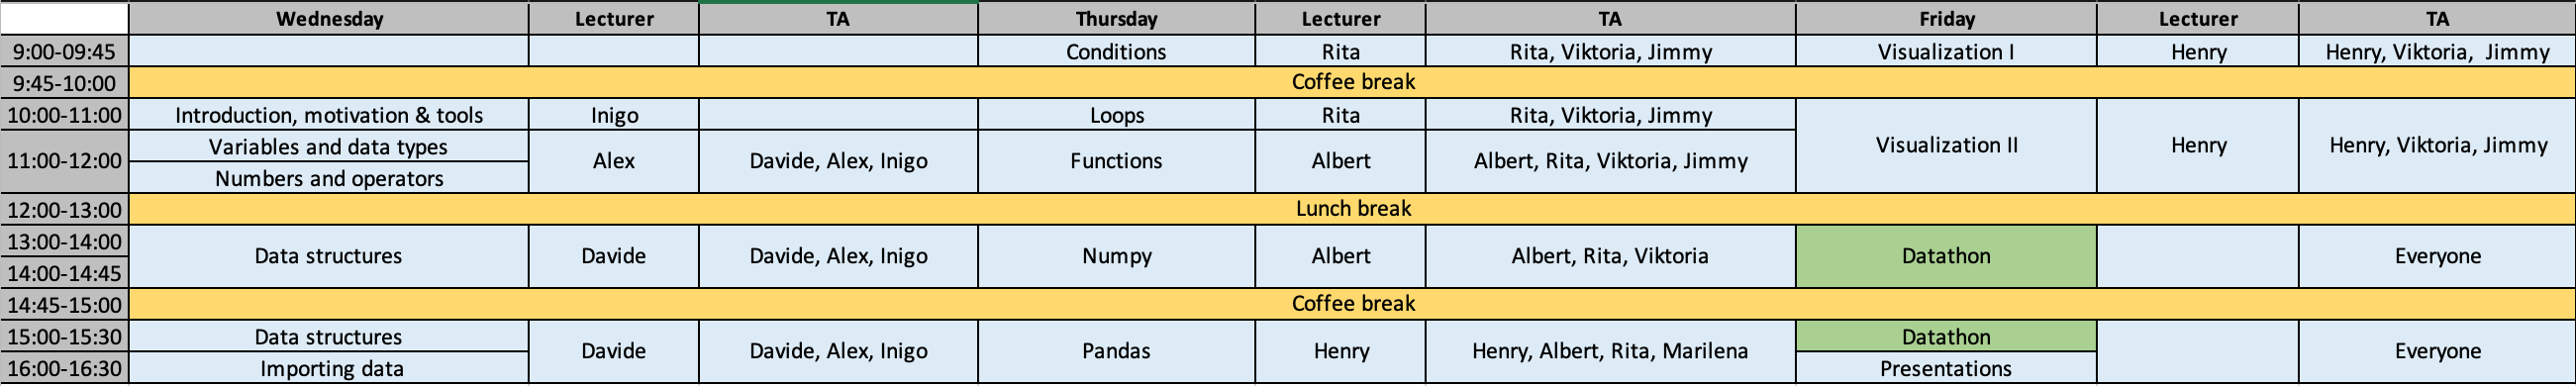 Wednesday Lecturer TA Thursday Lecturer TA Friday Lecturer TA
9:00-09:45 Conditions Rita Rita, Viktoria, Jimmy Visualization I Henry Henry, Viktoria, Jimmy
9:45-10:00 Coffee break
10:00-11:00 Introduction, motivation & tools Inigo Loops Rita Rita, Viktoria, Jimmy Visualization II Henry Henry, Viktoria, Jimmy
11:00-12:00 Variables and data types Alex Davide, Alex, Inigo Functions Albert Albert, Rita, Viktoria, Jimmy
Numbers and operators
12:00-13:00 Lunch break
13:00-14:00 Data structures Davide Davide, Alex, Inigo Numpy Albert Albert, Rita, Viktoria Datathon Everyone
14:00-14:45
14:45-15:00 Coffee break
15:00-15:30 Data structures Davide Davide, Alex, Inigo Pandas Henry Henry, Albert, Rita, Marilena Datathon Everyone
16:00-16:30 Importing data Presentations